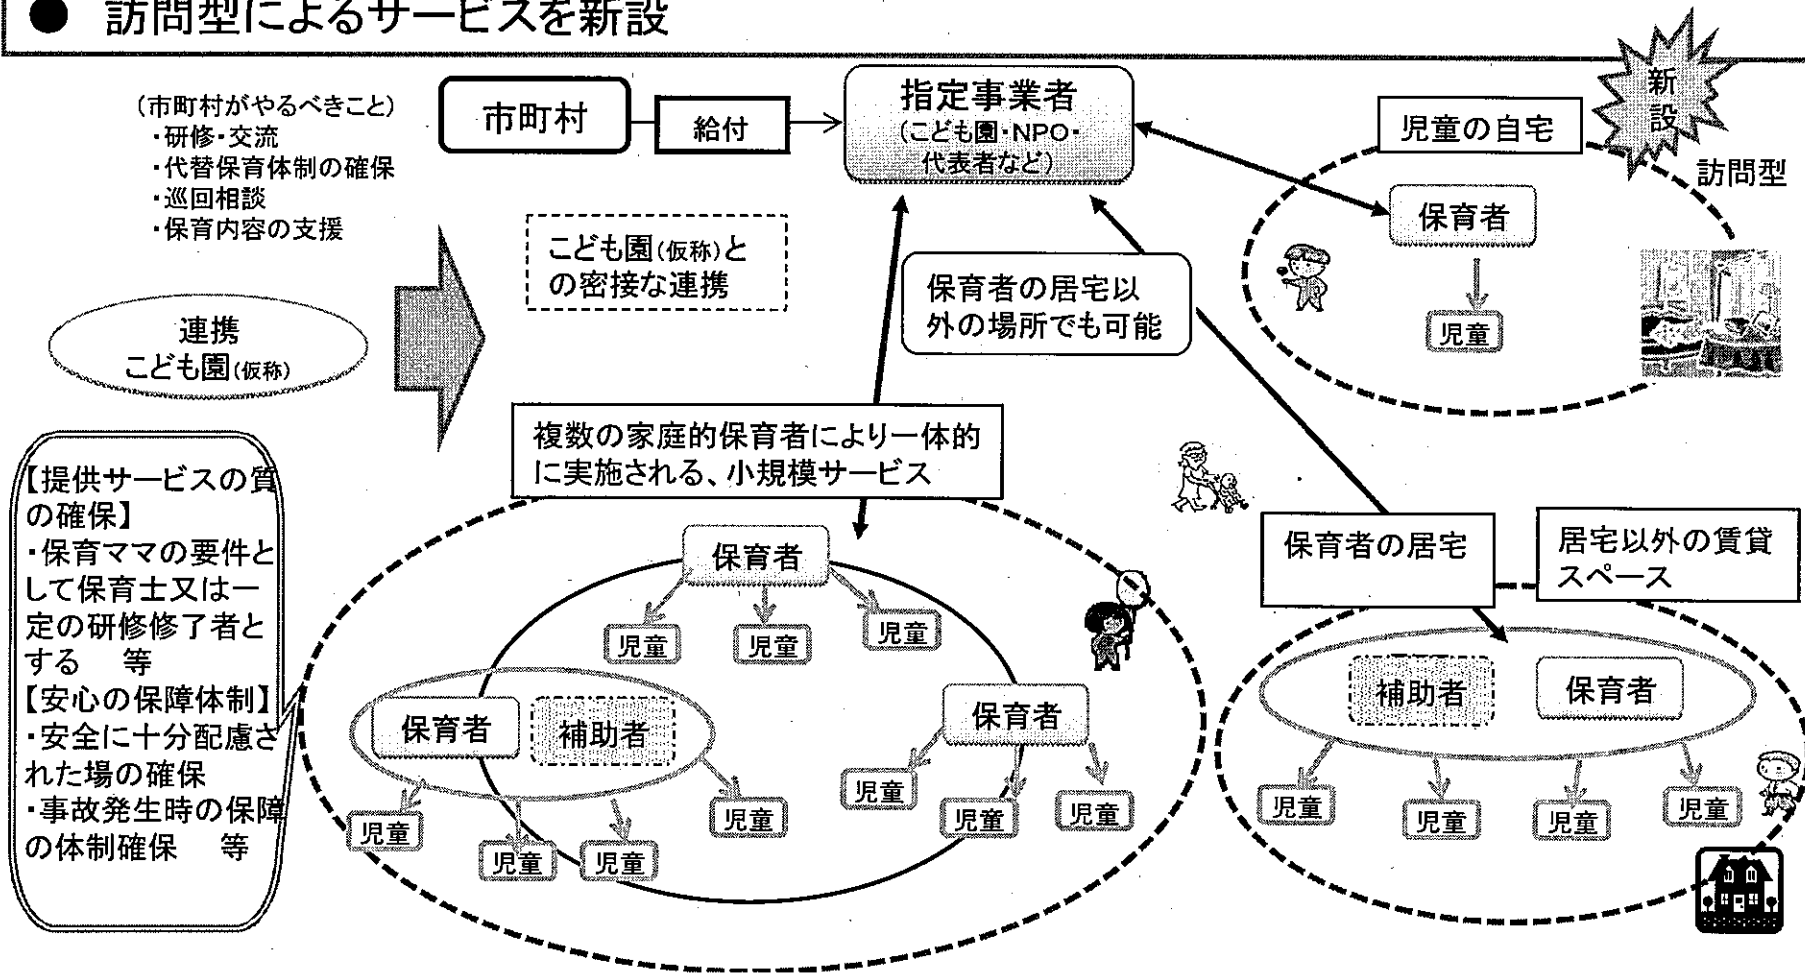 ● 訪問型によるサービスを新設
(市町村がやるべきこと)
・研修・交流
・代替保育体制の確保
・巡回相談
・保育内容の支援
市町村
給付
指定事業者
(こども園・NPO・
代表者など)
児童の自宅
新
設
訪問型
保育者
児童
こども園(仮称)と
の密接な連携
保育者の居宅以
外の場所でも可能
連携
こども園(仮称)
複数の家庭的保育者により一体的
に実施される、小規模サービス
【提供サービスの質
の確保】
・保育ママの要件と
して保育士又は一
定の研修修了者と
する 等
【安心の保障体制】
・安全に十分配慮さ
れた場の確保
・事故発生時の保障
の体制確保 等
保育者
児童
児童
児童
保育者
補助者
児童
児童
児童
児童
保育者
児童
児童
児童
保育者の居宅
居宅以外の賃貸
スペース
補助者
保育者
児童
児童
児童
児童